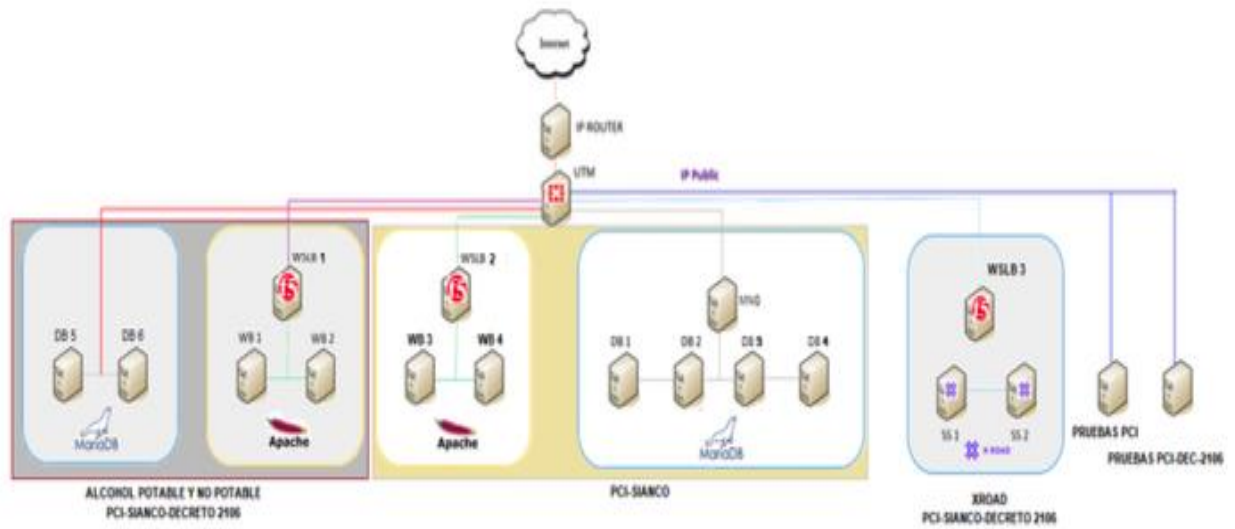 Internet
IP ROUTER
UTM
IP Public
WSLB 1
WSLB 2
WSLB 3
MNG
DB 5
DB 6
WB 1
WB 2
WB 3
WB 4
DB 1
DB 2
DB 3
DB 4
MariaDB
Apache
Apache
MariaDB
SS 1
SS 2
X-ROAD
PRUEBAS PCI
PRUEBAS PCI-DEC-2106
ALCOHOL POTABLE Y NO POTABLE
PCI-SIANCO-DECRETO 2106
PCI-SIANCO
XROAD
PCI-SIANCO-DECRETO 2106